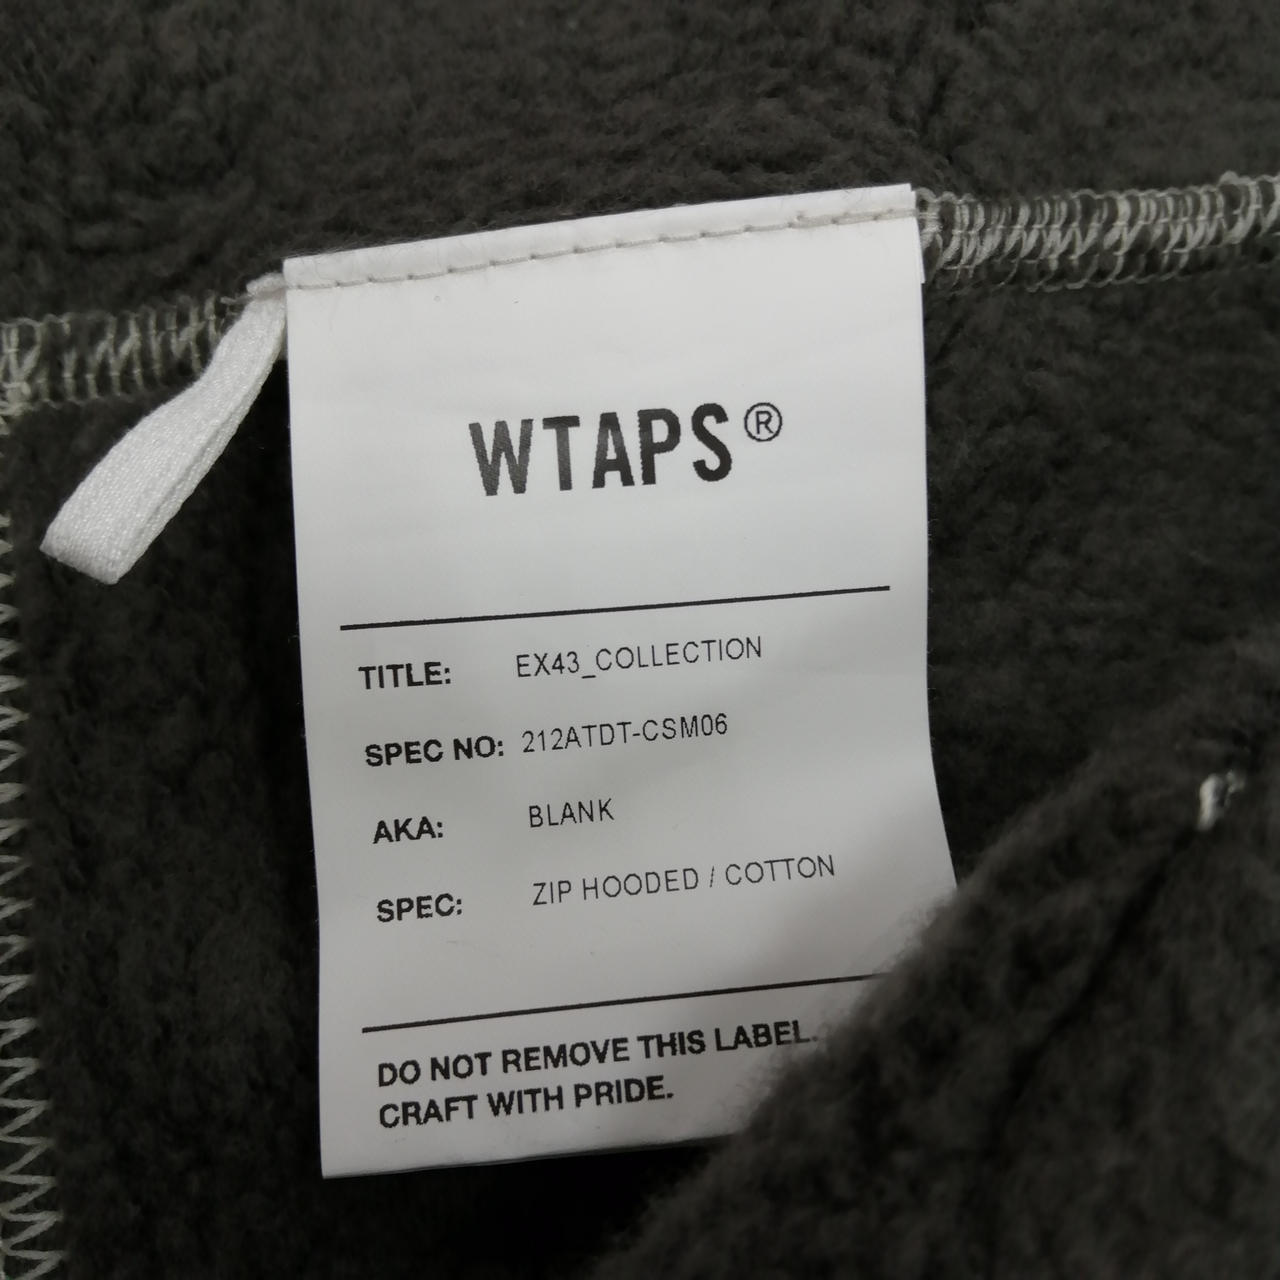 WTAPS®
TITLE: EX43_COLLECTION
SPEC NO: 212ATDT-CSM06
AKA: BLANK
SPEC: ZIP HOODED / COTTON
DO NOT REMOVE THIS LABEL.
CRAFT WITH PRIDE.